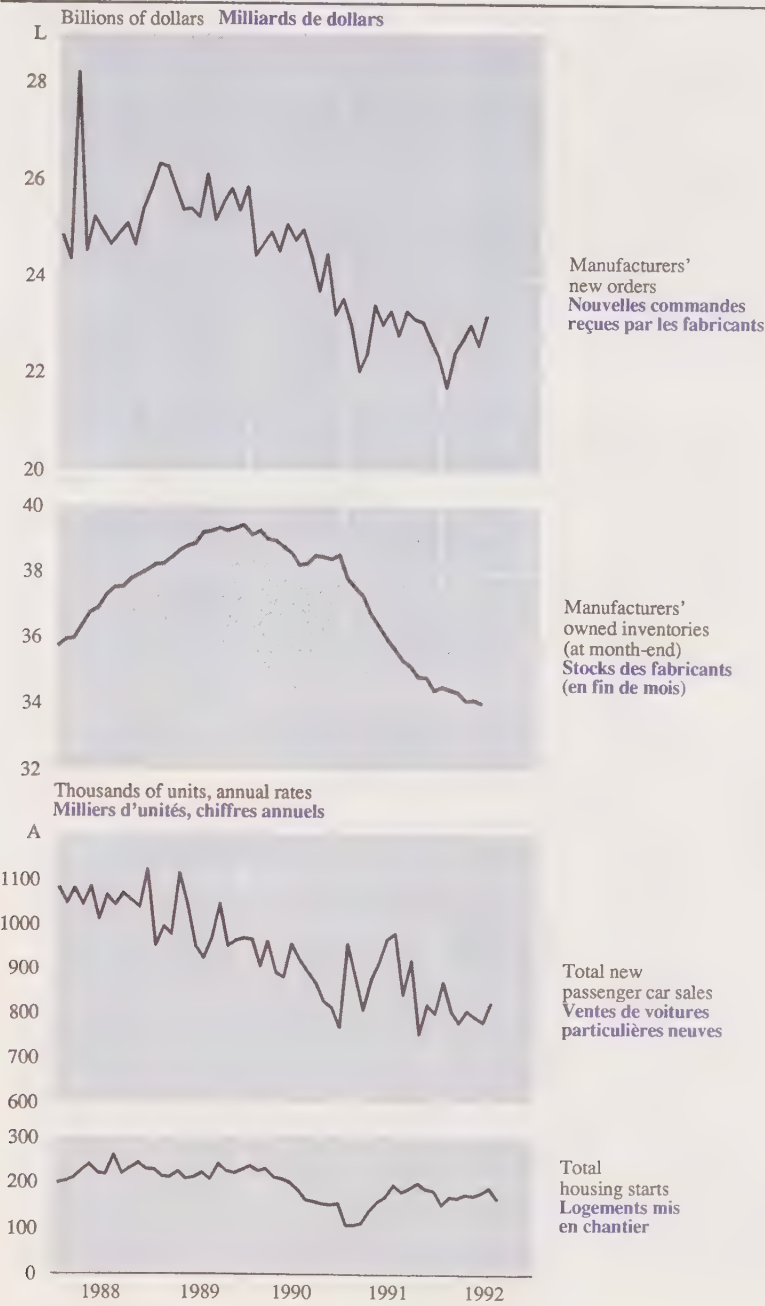 Billions of dollars Milliards de dollars
L
28
26
24
22
20
Manufacturers'
new orders
Nouvelles commandes
reçues par les fabricants
40
38
36
34
32
Manufacturers'
owned inventories
(at month-end)
Stocks des fabricants
(en fin de mois)
Thousands of units, annual rates
Milliers d'unités, chiffres annuels
A
1100
1000
900
800
700
600
Total new
passenger car sales
Ventes de voitures
particulières neuves
300
200
100
0
Total
housing starts
Logements mis
en chantier
1988 1989 1990 1991 1992